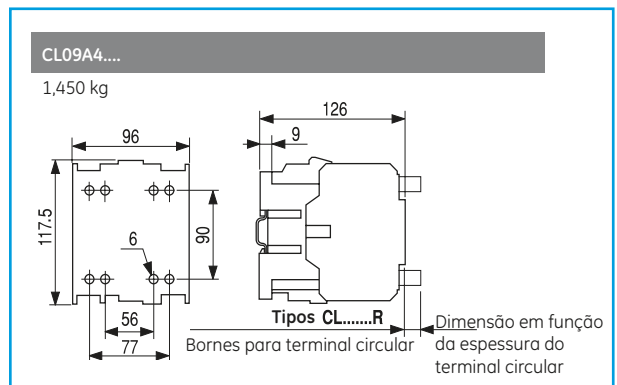 CL09A4....
1,450 kg
96
126
9
117.5
6
90
56
77
Tipos CL.......R
Bornes para terminal circular
Dimensão em função
da espessura do
terminal circular